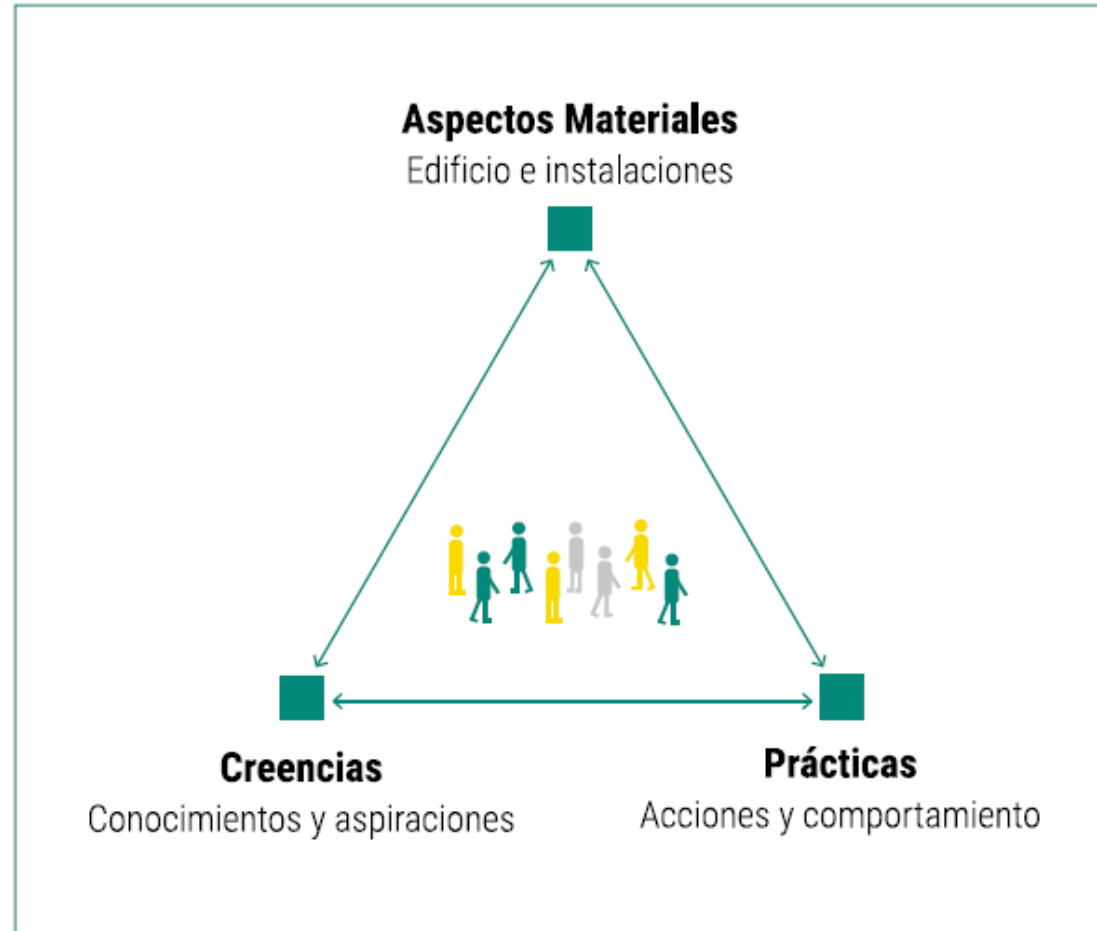 Aspectos Materiales
Edificio e instalaciones
Creencias
Conocimientos y aspiraciones
Prácticas
Acciones y comportamiento